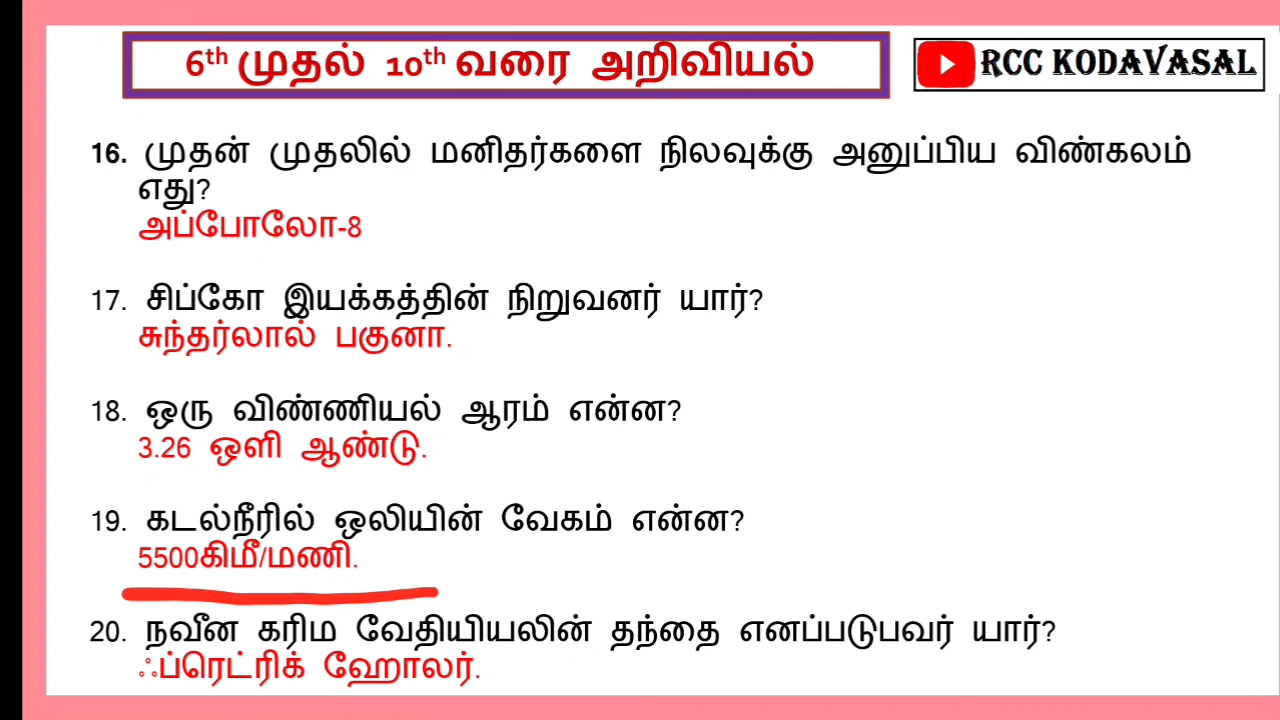 6th முதல் 10th வரை அறிவியல்
RCC KODAVASAL
16. முதன் முதலில் மனிதர்களை நிலவுக்கு அனுப்பிய விண்கலம்
எது?
அப்போலோ-8
17. சிப்கோ இயக்கத்தின் நிறுவனர் யார்?
சுந்தர்லால் பகுனா.
18. ஒரு விண்ணியல் ஆரம் என்ன?
3.26 ஒளி ஆண்டு.
19. கடல்நீரில் ஒலியின் வேகம் என்ன?
5500கிமீ/மணி.
20. நவீன கரிம வேதியியலின் தந்தை எனப்படுபவர் யார்?
ஃப்ரெட்ரிக் ஹோலர்.